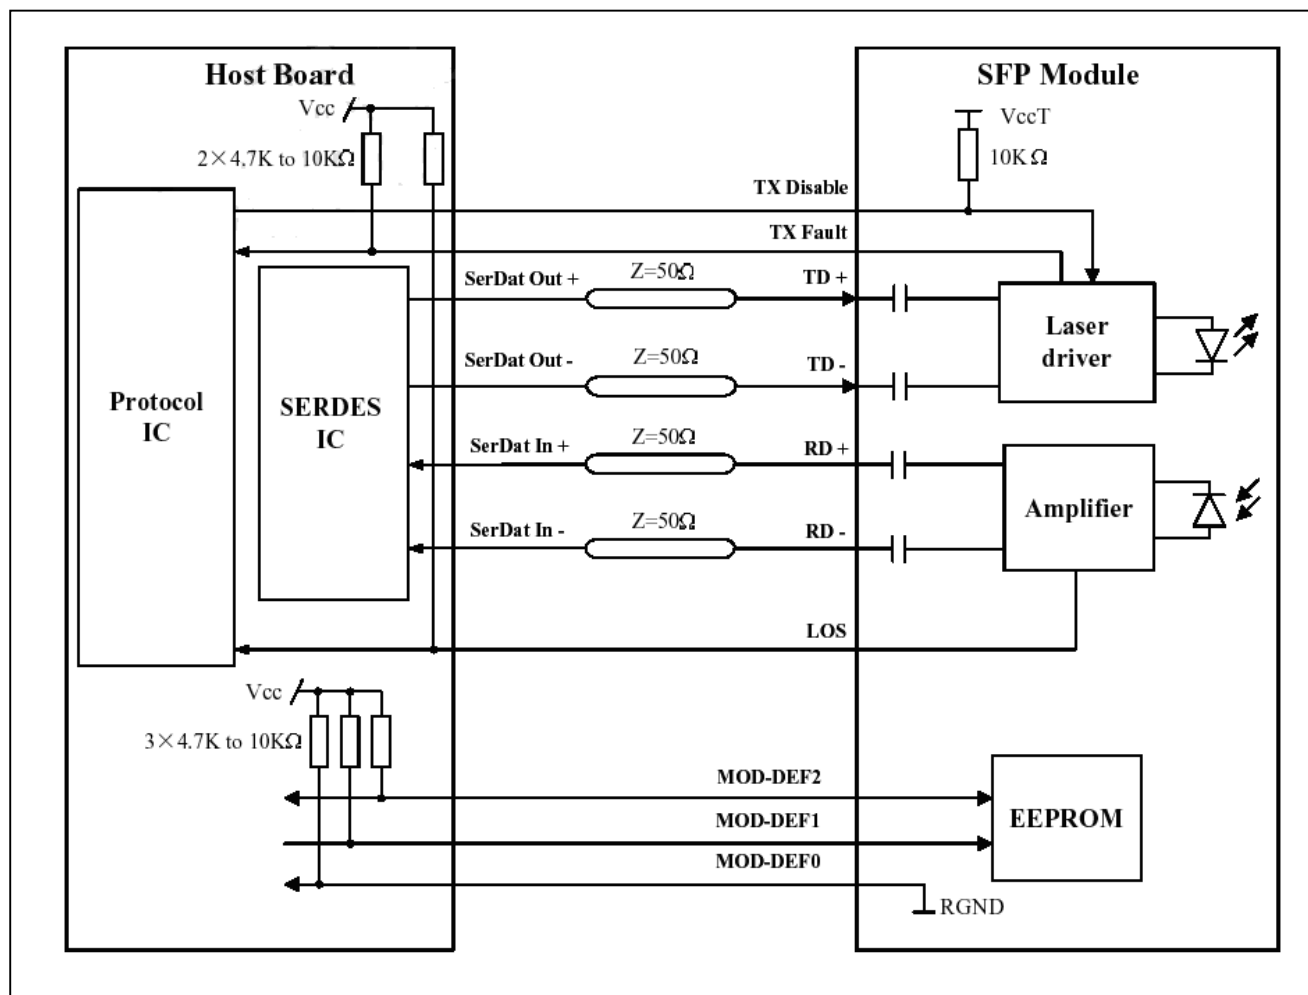 Host Board
SFP Module
Vcc
VccT
2×4.7K to 10KΩ
10KΩ
TX Disable
TX Fault
SerDat Out +
Z=50Ω
TD +
Laser
driver
SerDat Out -
Z=50Ω
TD -
Protocol
IC
SERDES
IC
SerDat In +
Z=50Ω
RD +
Amplifier
SerDat In -
Z=50Ω
RD -
LOS
Vcc
3×4.7K to 10KΩ
MOD-DEF2
MOD-DEF1
EEPROM
MOD-DEF0
RGND